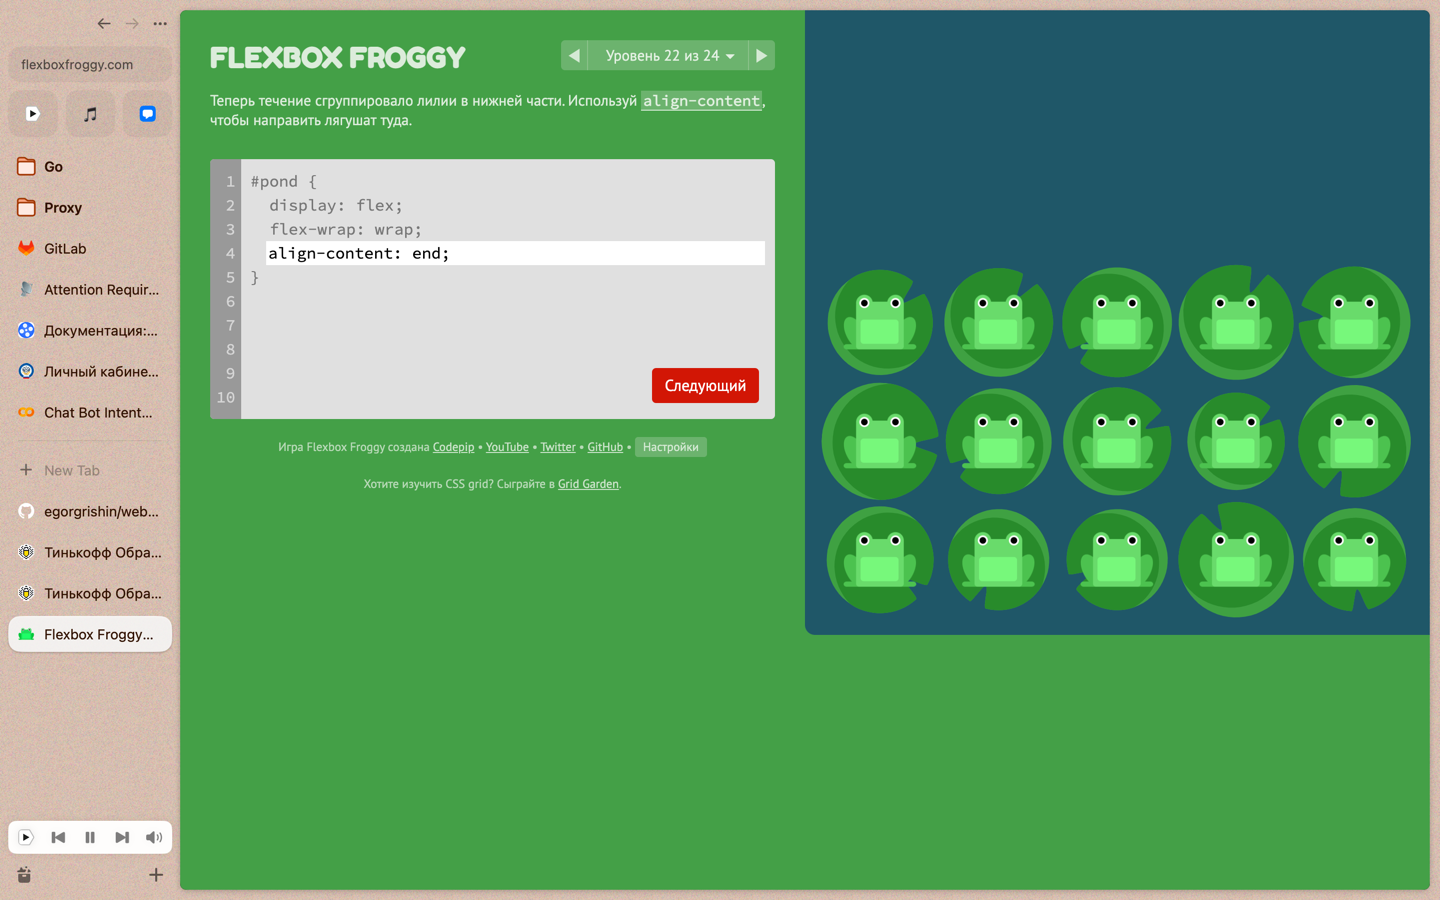 flexboxfroggy.com
Go
Proxy
GitLab
Attention Requir...
Документация:...
Личный кабине...
Chat Bot Intent...
New Tab
egorgrishin/web...
Тинькофф Обра...
Тинькофф Обра...
Flexbox Froggy...
FLEXBOX FROGGY
Уровень 22 из 24
Теперь течение сгруппировало лилии в нижней части. Используй align-content,
чтобы направить лягушат туда.
1 #pond {
2 display: flex;
3 flex-wrap: wrap;
4 align-content: end;
5 }
6
7
8
9
10
Следующий
Игра Flexbox Froggy создана Codepip • YouTube • Twitter • GitHub • Настройки
Хотите изучить CSS grid? Сыграйте в Grid Garden.